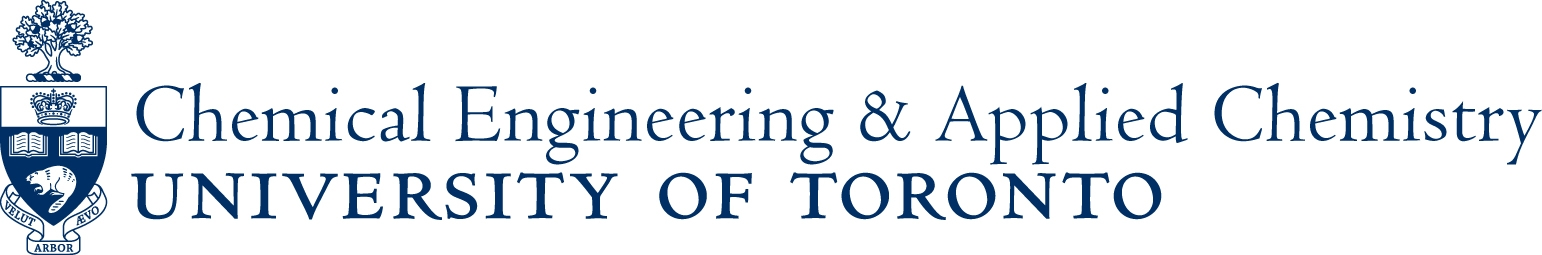 Chemical Engineering & Applied Chemistry
UNIVERSITY OF TORONTO
VELUT ARBOR ÆVO